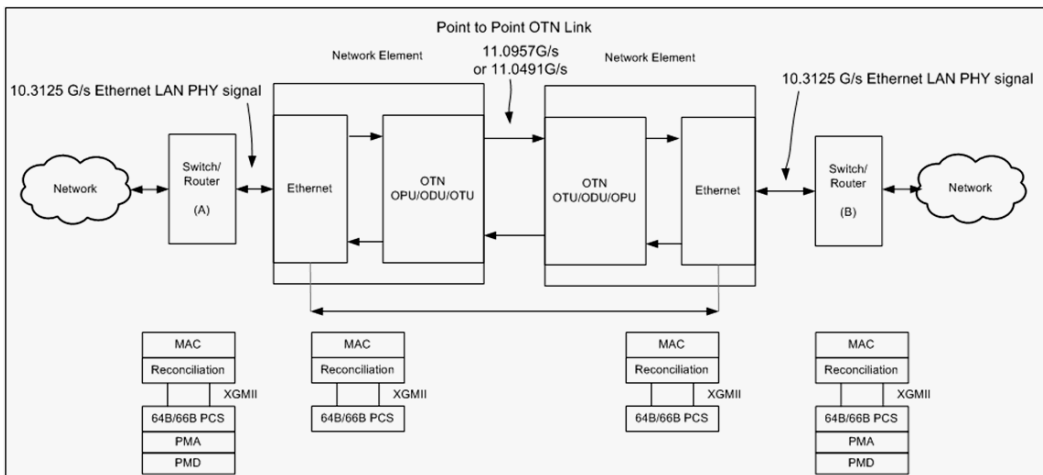 Point to Point OTN Link
Network Element
11.0957G/s
or 11.0491G/s
Network Element
10.3125 G/s Ethernet LAN PHY signal
10.3125 G/s Ethernet LAN PHY signal
Network
Switch/
Router
(A)
Ethernet
OTN
OPU/ODU/OTU
OTN
OTU/ODU/OPU
Ethernet
Switch/
Router
(B)
Network
MAC
Reconciliation
XGMII
64B/66B PCS
PMA
PMD
MAC
Reconciliation
XGMII
64B/66B PCS
MAC
Reconciliation
XGMII
64B/66B PCS
MAC
Reconciliation
XGMII
64B/66B PCS
PMA
PMD